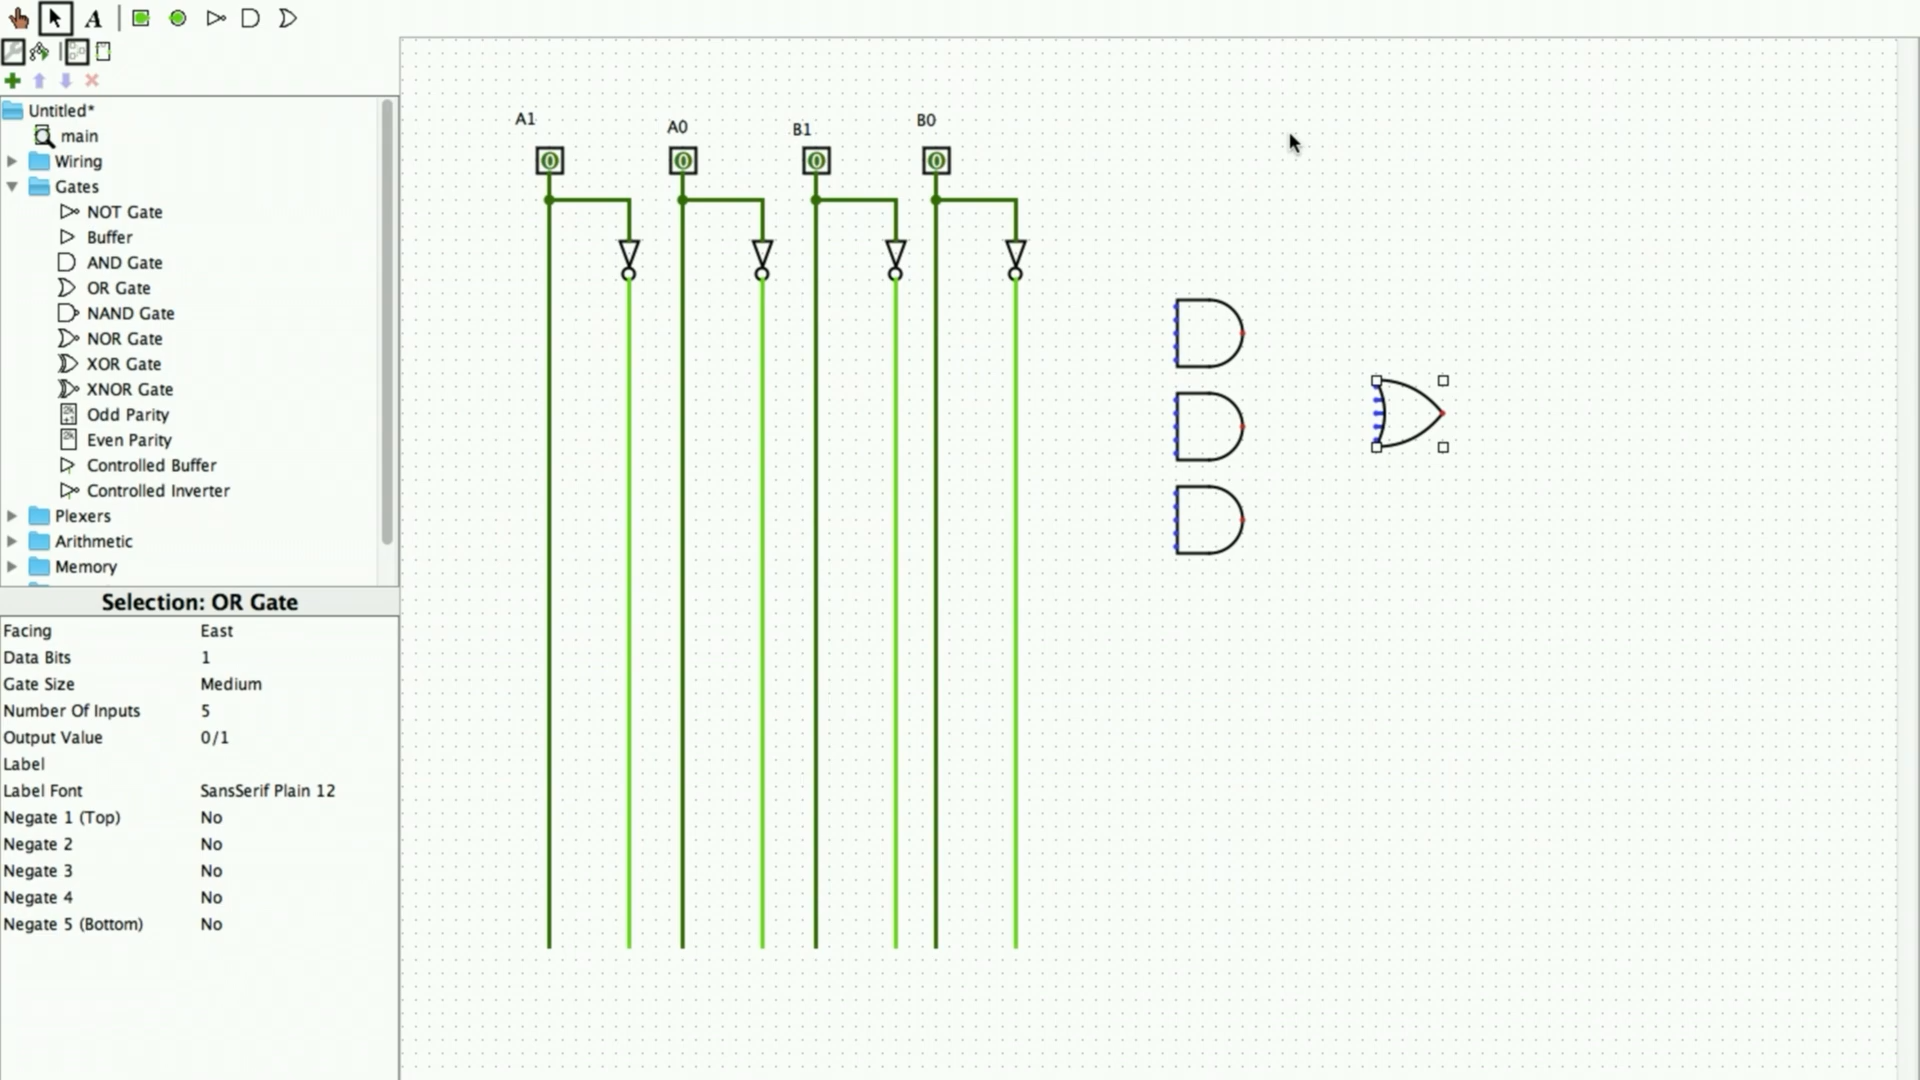 A
Untitled*
main
Wiring
Gates
NOT Gate
Buffer
AND Gate
OR Gate
NAND Gate
NOR Gate
XOR Gate
XNOR Gate
Odd Parity
Even Parity
Controlled Buffer
Controlled Inverter
Plexers
Arithmetic
Memory
Selection: OR Gate
Facing East
Data Bits 1
Gate Size Medium
Number Of Inputs 5
Output Value 0/1
Label
Label Font SansSerif Plain 12
Negate 1 (Top) No
Negate 2 No
Negate 3 No
Negate 4 No
Negate 5 (Bottom) No
A1 A0 B1 B0
0 0 0 0